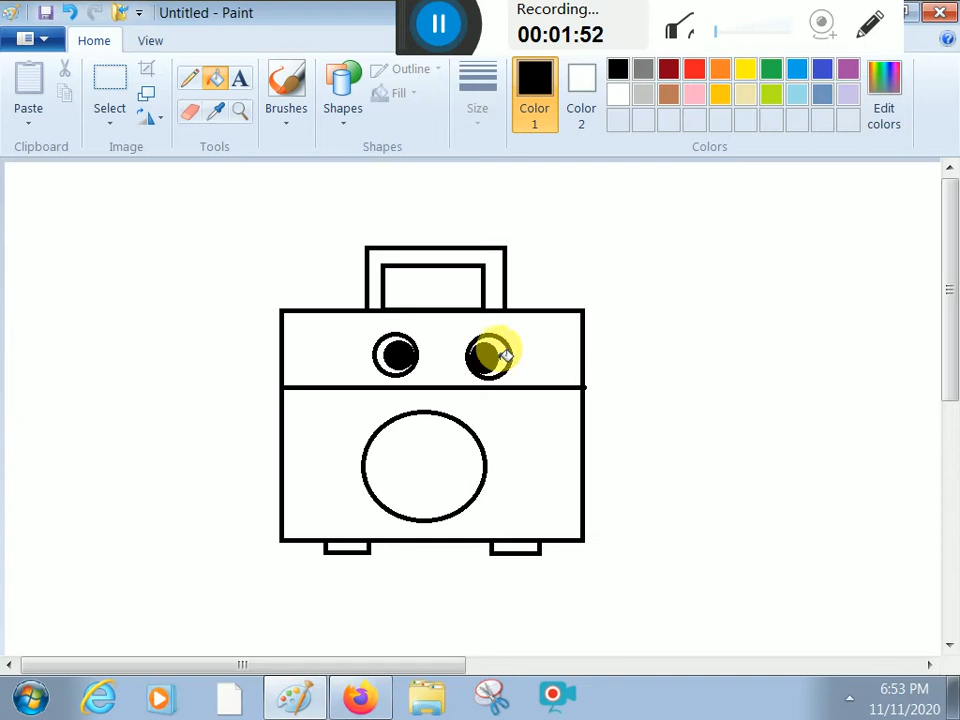 Untitled - Paint
Recording...
00:01:52
Home
View
Paste
Select
Brushes
Shapes
Outline
Fill
Size
Color 1
Color 2
Edit colors
Clipboard
Image
Tools
Shapes
Colors
6:53 PM
11/11/2020